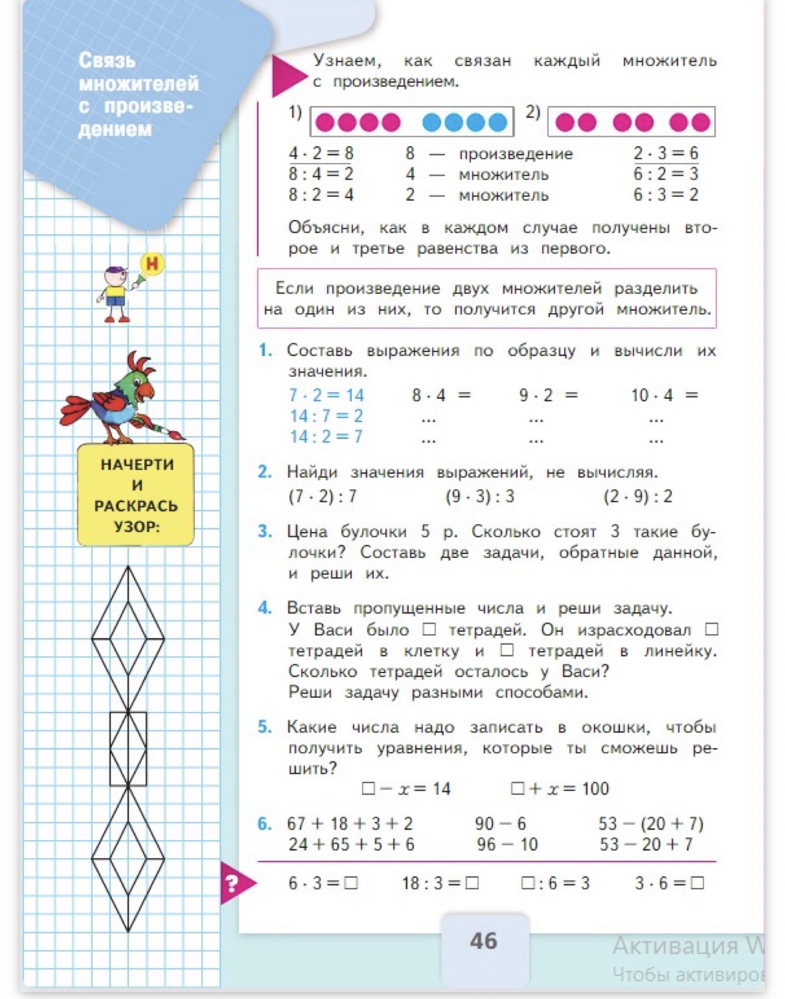 Связь
множителей
с произве-
дением
Узнаем, как связан каждый множитель
с произведением.
1)
2)
4 · 2 = 8 8 — произведение 2 · 3 = 6
8 : 4 = 2 4 — множитель 6 : 2 = 3
8 : 2 = 4 2 — множитель 6 : 3 = 2
Объясни, как в каждом случае получены вто-
рое и третье равенства из первого.
Н
Если произведение двух множителей разделить
на один из них, то получится другой множитель.
1. Составь выражения по образцу и вычисли их
значения.
7 · 2 = 14 8 · 4 = 9 · 2 = 10 · 4 =
14 : 7 = 2 ... ... ...
14 : 2 = 7 ... ... ...
НАЧЕРТИ
И
РАСКРАСЬ
УЗОР:
2. Найди значения выражений, не вычисляя.
(7 · 2) : 7 (9 · 3) : 3 (2 · 9) : 2
3. Цена булочки 5 р. Сколько стоят 3 такие бу-
лочки? Составь две задачи, обратные данной,
и реши их.
4. Вставь пропущенные числа и реши задачу.
У Васи было □ тетрадей. Он израсходовал □
тетрадей в клетку и □ тетрадей в линейку.
Сколько тетрадей осталось у Васи?
Реши задачу разными способами.
5. Какие числа надо записать в окошки, чтобы
получить уравнения, которые ты сможешь ре-
шить?
□ − x = 14 □ + x = 100
6. 67 + 18 + 3 + 2 90 − 6 53 − (20 + 7)
24 + 65 + 5 + 6 96 − 10 53 − 20 + 7
?
6 · 3 = □ 18 : 3 = □ □ : 6 = 3 3 · 6 = □
46
Активация W
Чтобы активиров